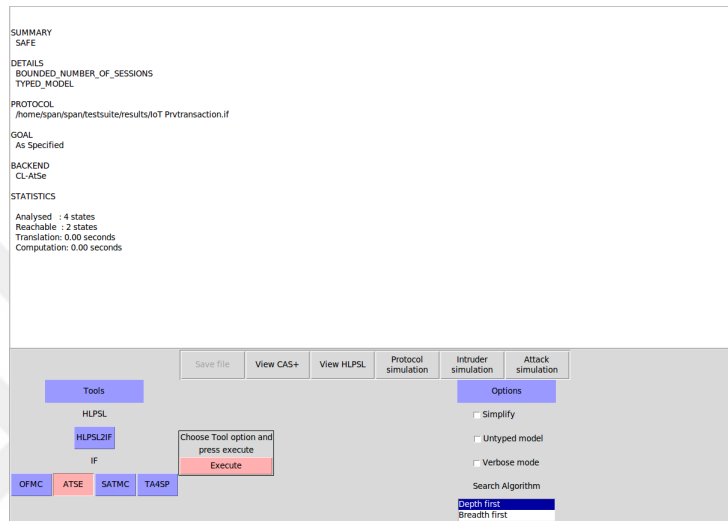 SUMMARY
SAFE
DETAILS
BOUNDED_NUMBER_OF_SESSIONS
TYPED_MODEL
PROTOCOL
/home/span/span/testsuite/results/IoT Prvtransaction.if
GOAL
As Specified
BACKEND
CL-AtSe
STATISTICS
Analysed : 4 states
Reachable : 2 states
Translation: 0.00 seconds
Computation: 0.00 seconds
Save file
View CAS+
View HLPSL
Protocol
simulation
Intruder
simulation
Attack
simulation
Tools
Options
HLPSL
Simplify
HLPSL2IF
Choose Tool option and
press execute
Untyped model
IF
Execute
Verbose mode
OFMC
ATSE
SATMC
TA4SP
Search Algorithm
Depth first
Breadth first